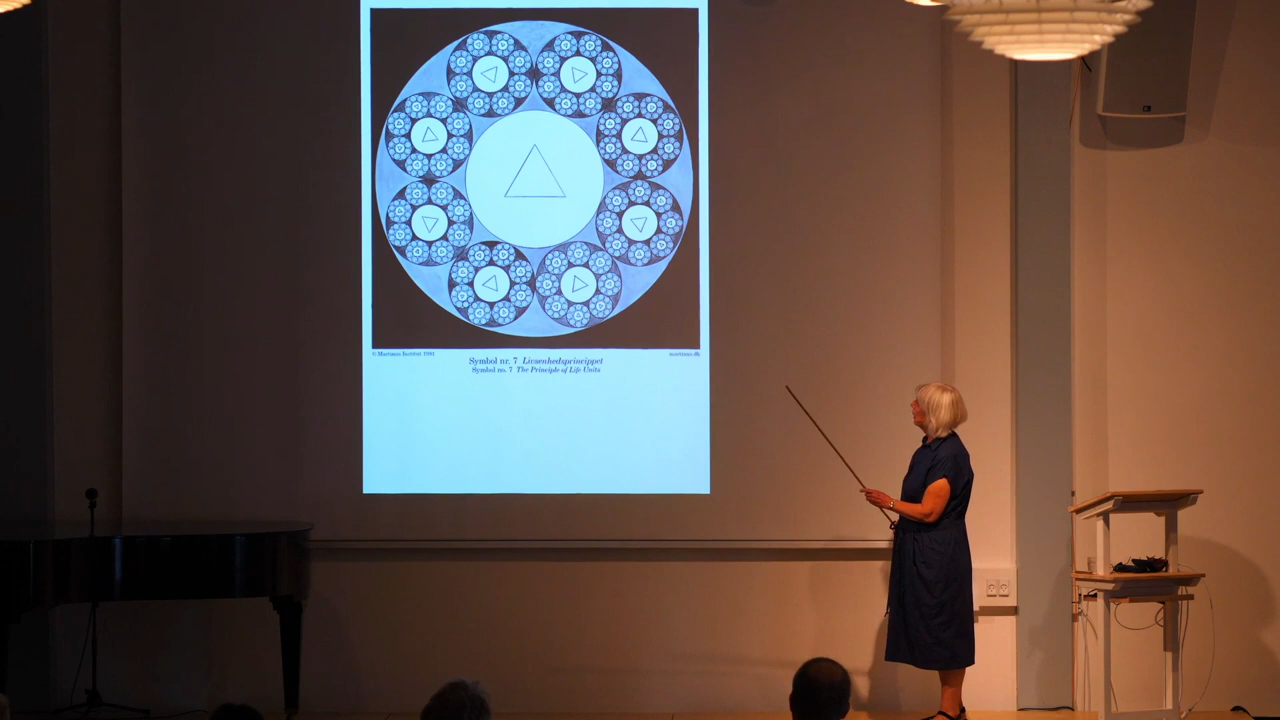 © Martinus Institut 1981
martinus.dk
Symbol nr. 7 Livsenhedsprincippet
Symbol no. 7 The Principle of Life Units